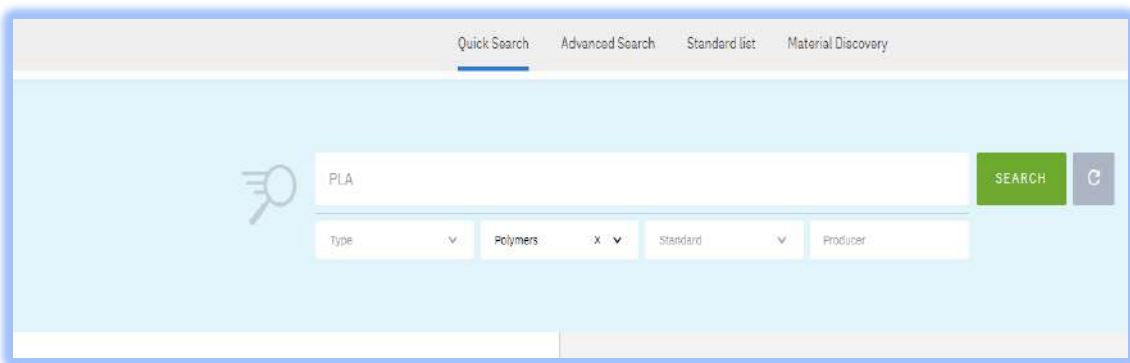 Quick Search Advanced Search Standard list Material Discovery
PLA SEARCH
Type Polymers X Standard Producer